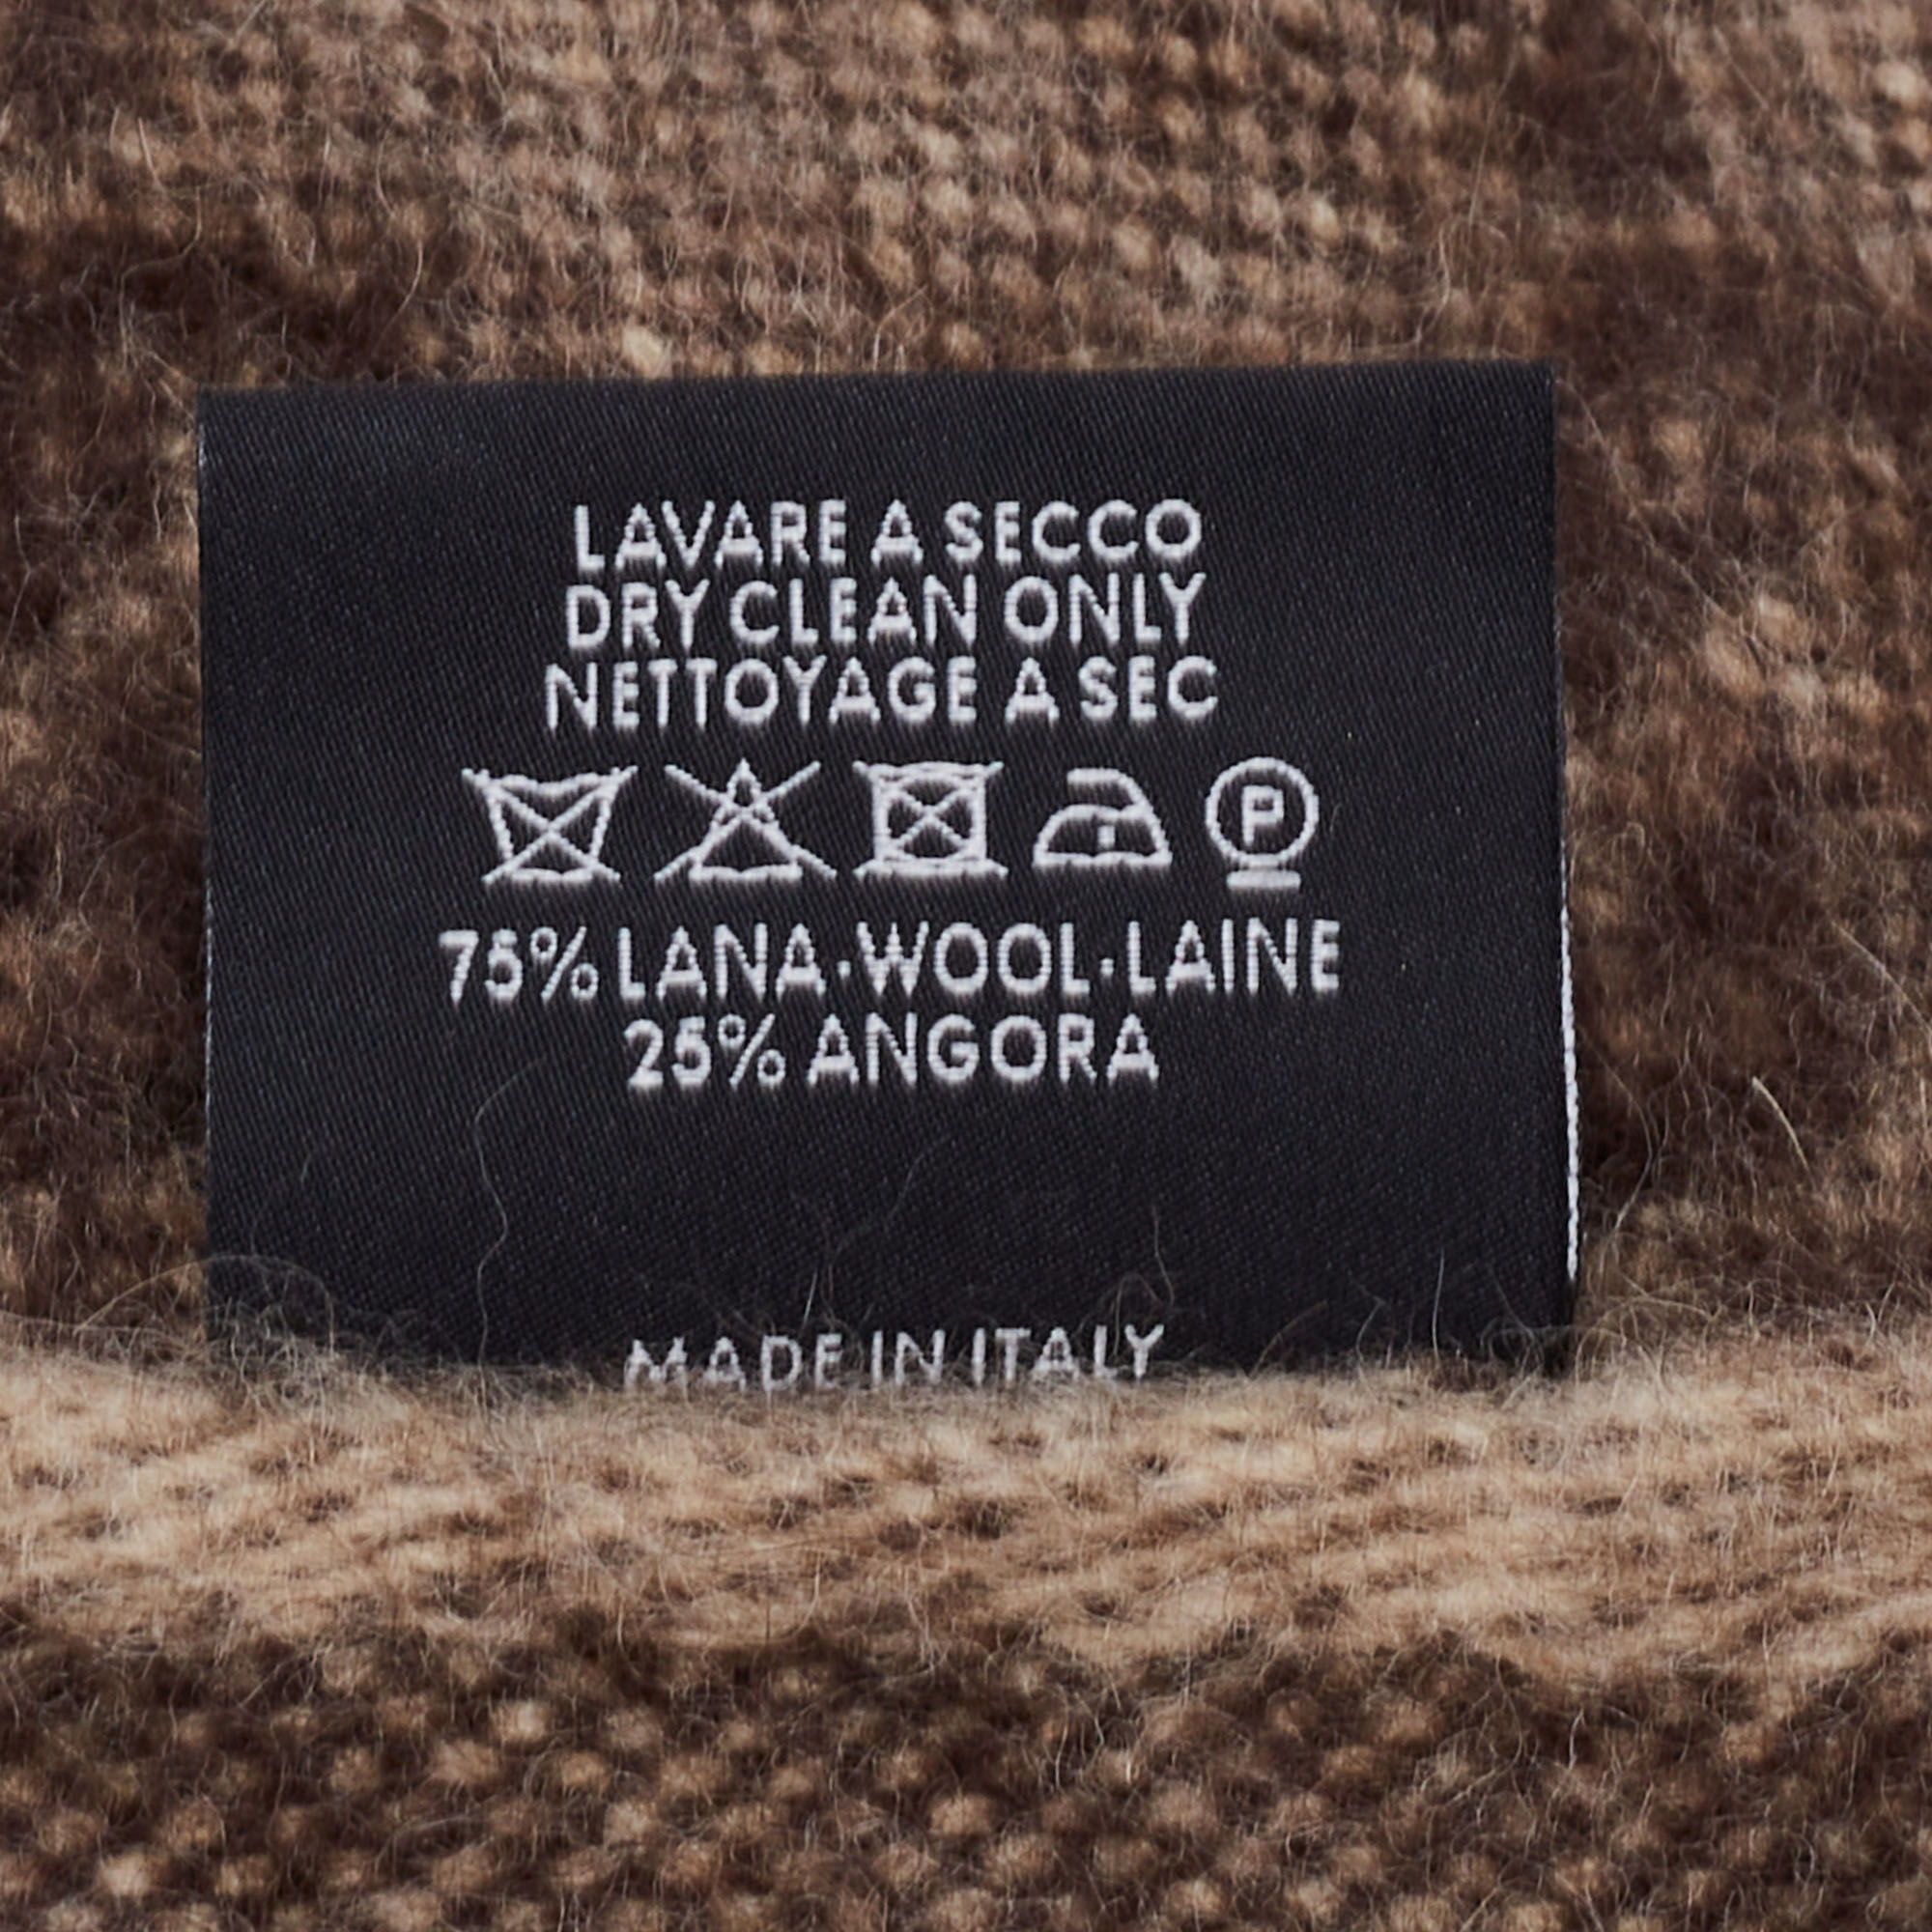 LAVARE A SECCO
DRY CLEAN ONLY
NETTOYAGE A SEC
P
75% LANA·WOOL·LAINE
25% ANGORA
MADE IN ITALY